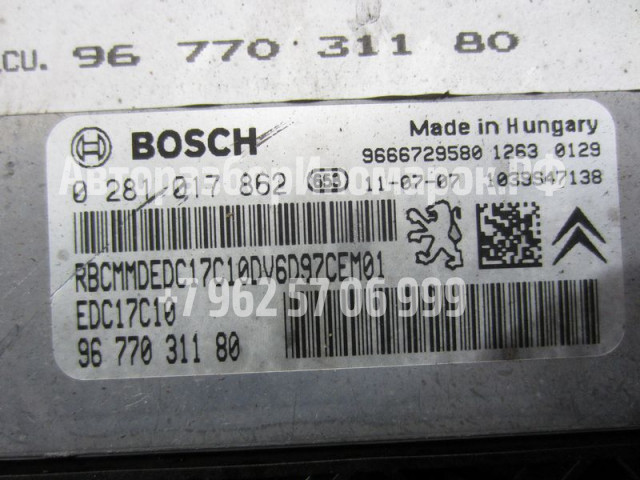 .CU. 96 770 311 80
BOSCH
Made in Hungary
9666729580 1263 0129
0 281 017 862 653 11-07-07 1039S47138
RBCMMDEDC17C10DV6D97CEM01
EDC17C10
96 770 311 80
+7 962 57 06 999